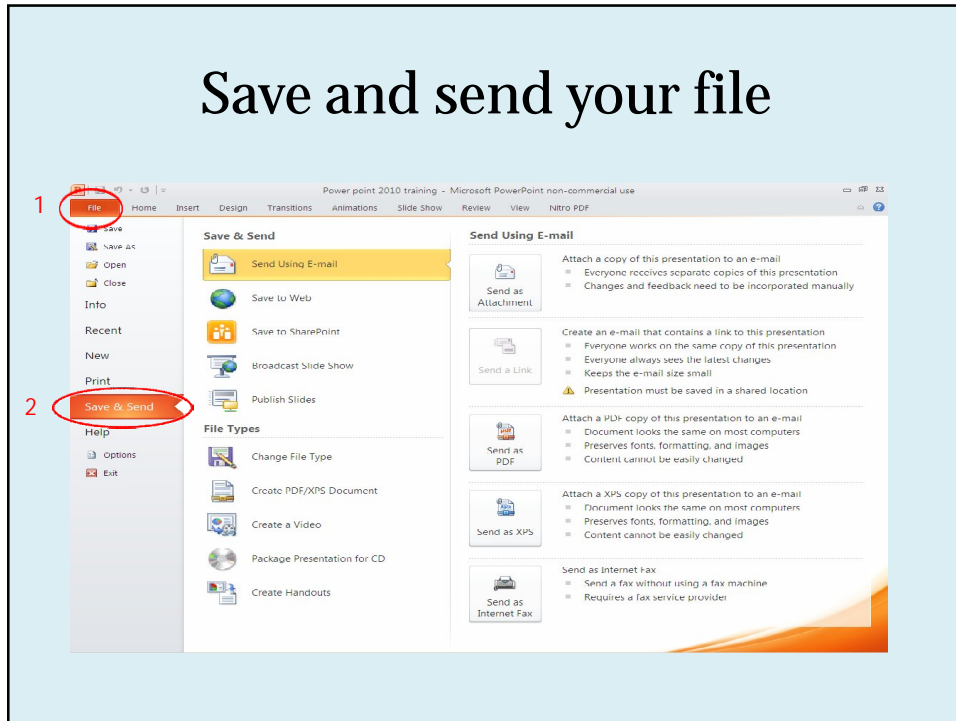 Save and send your file
Power point 2010 training - Microsoft PowerPoint non-commercial use
1
File Home Insert Design Transitions Animations Slide Show Review View Nitro PDF
Save
Save As
Open
Close
Info
Recent
New
Print
2
Save & Send
Help
Options
Exit
Save & Send
Send Using E-mail
Save to Web
Save to SharePoint
Broadcast Slide Show
Publish Slides
File Types
Change File Type
Create PDF/XPS Document
Create a Video
Package Presentation for CD
Create Handouts
Send Using E-mail
Send as
Attachment
Attach a copy of this presentation to an e-mail
Everyone receives separate copies of this presentation
Changes and feedback need to be incorporated manually
Send a Link
Create an e-mail that contains a link to this presentation
Everyone works on the same copy of this presentation
Everyone always sees the latest changes
Keeps the e-mail size small
Presentation must be saved in a shared location
Send as
PDF
Attach a PDF copy of this presentation to an e-mail
Document looks the same on most computers
Preserves fonts, formatting, and images
Content cannot be easily changed
Send as XPS
Attach a XPS copy of this presentation to an e-mail
Document looks the same on most computers
Preserves fonts, formatting, and images
Content cannot be easily changed
Send as
Internet Fax
Send as Internet Fax
Send a fax without using a fax machine
Requires a fax service provider